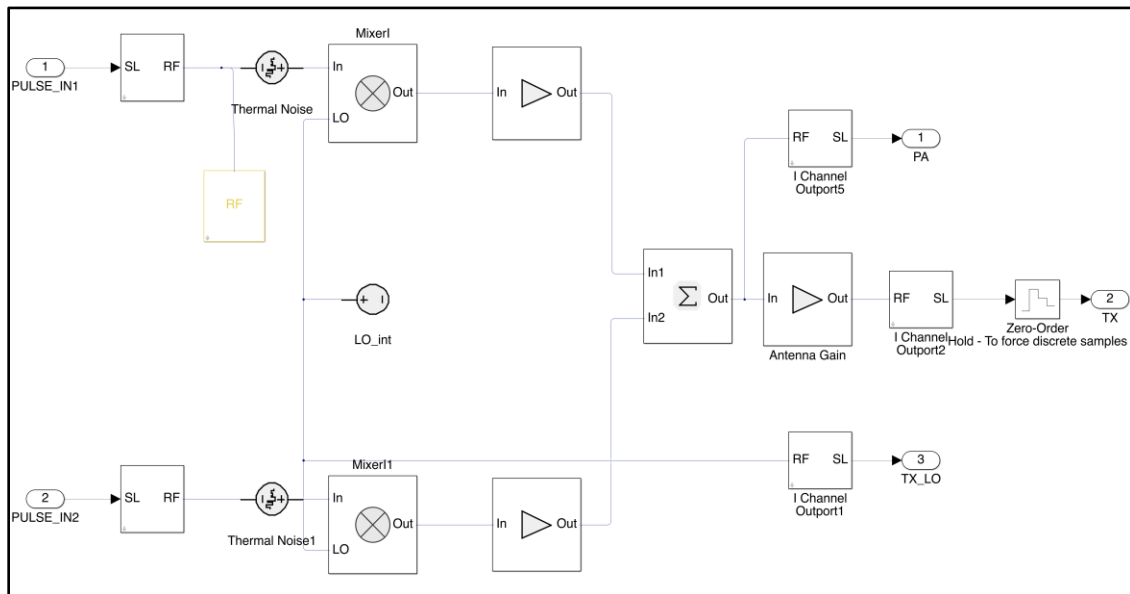 MixerI
1
PULSE_IN1
SL
RF
Thermal Noise
In
LO
Out
In
Out
RF
RF
SL
1
PA
I Channel
Outport5
LO_int
In1
In2
Σ
Out
In
Out
Antenna Gain
RF
SL
I Channel
Outport2
Zero-Order
Hold - To force discrete samples
2
TX
MixerI1
2
PULSE_IN2
SL
RF
Thermal Noise1
In
LO
Out
In
Out
RF
SL
I Channel
Outport1
3
TX_LO